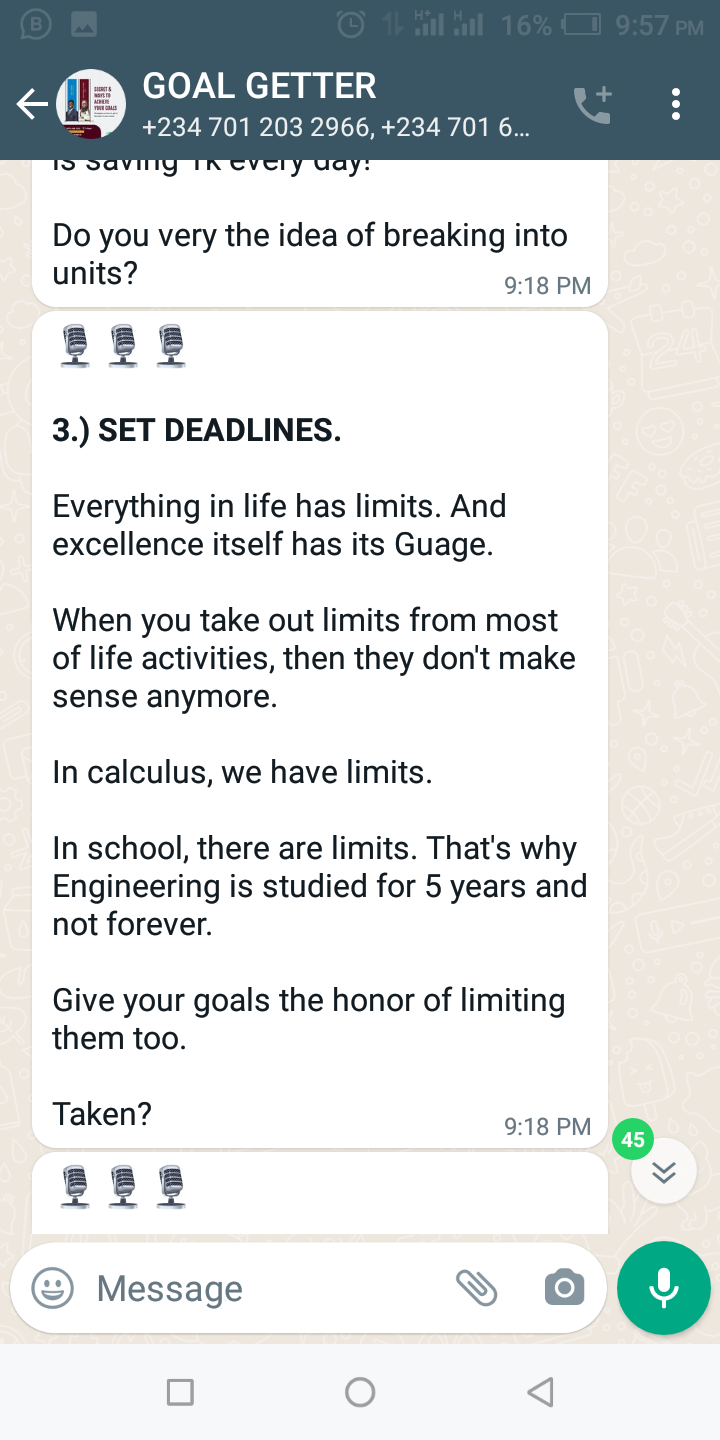 B
H+
H
16%
9:57 PM
SECRET &
WAYS TO
ACHIEVE
YOUR GOALS
GOAL GETTER
+234 701 203 2966, +234 701 6...
is saving 1k every day!
Do you very the idea of breaking into
units?
9:18 PM
3.) SET DEADLINES.
Everything in life has limits. And
excellence itself has its Guage.
When you take out limits from most
of life activities, then they don't make
sense anymore.
In calculus, we have limits.
In school, there are limits. That's why
Engineering is studied for 5 years and
not forever.
Give your goals the honor of limiting
them too.
Taken?
9:18 PM
45
Message